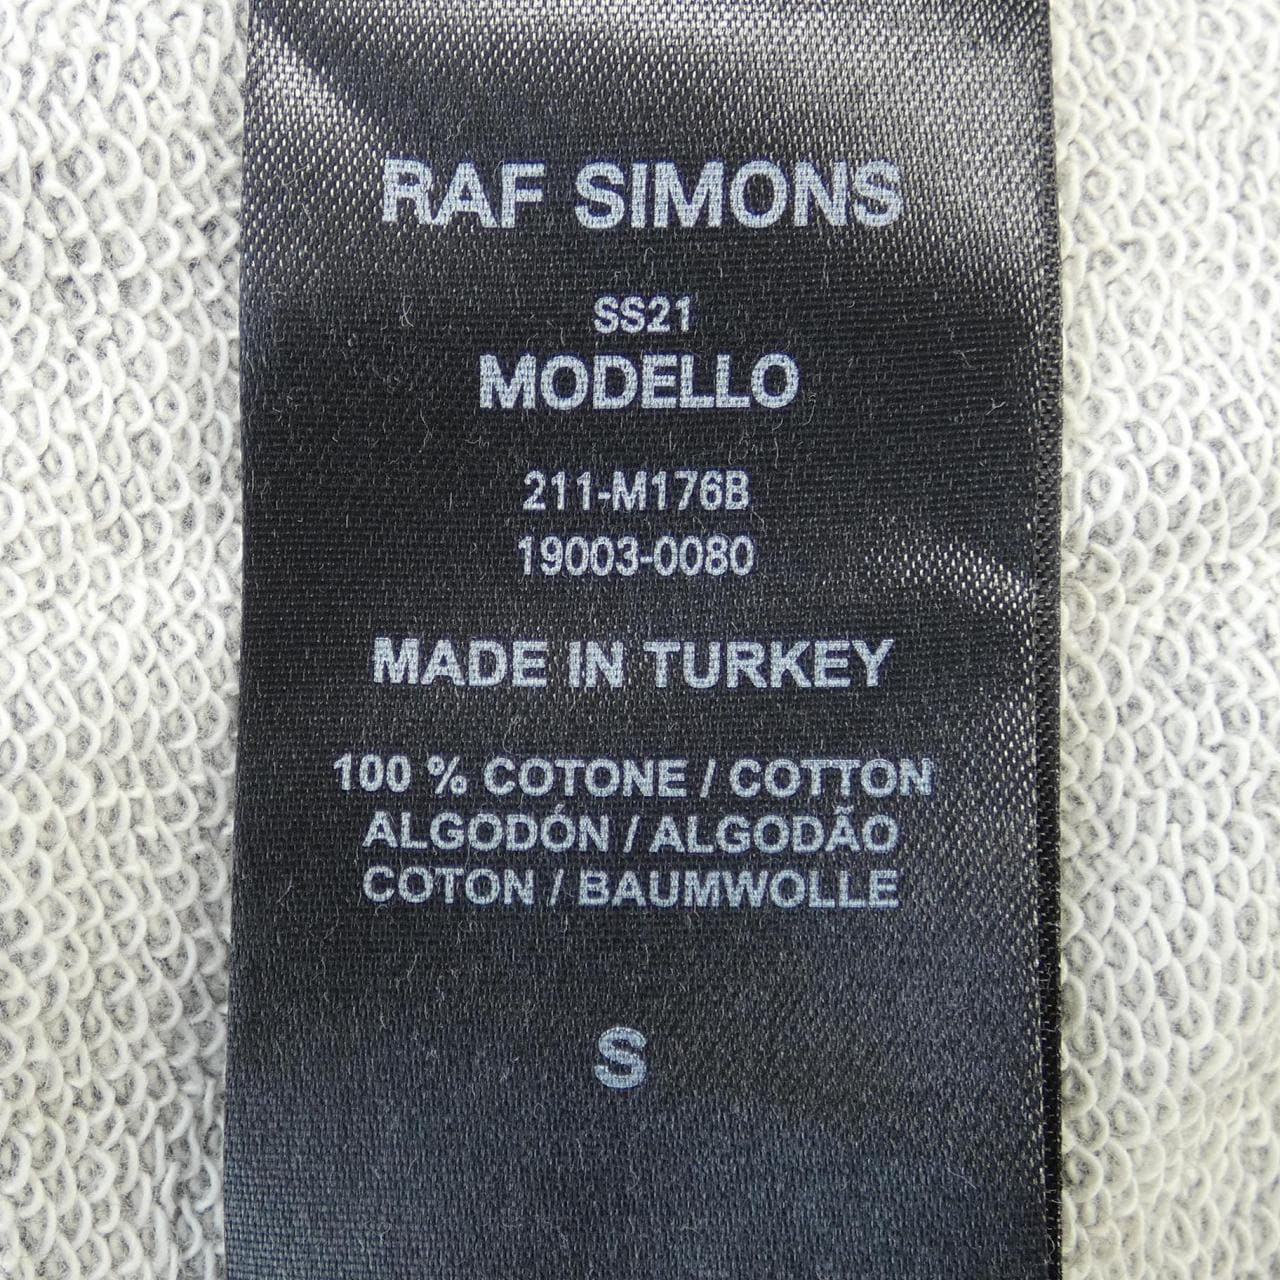 RAF SIMONS
SS21
MODELLO
211-M176B
19003-0080
MADE IN TURKEY
100 % COTONE / COTTON
ALGODÓN / ALGODÃO
COTON / BAUMWOLLE
S